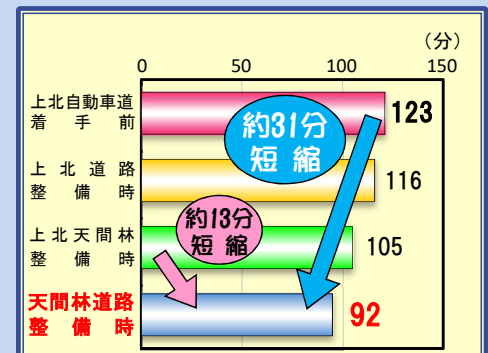 (分)
0 50 100 150
上北自動車道
着手前
123
約31分
短縮
上北道路
整備時
116
約13分
短縮
上北天間林
整備時
105
天間林道路
整備時
92